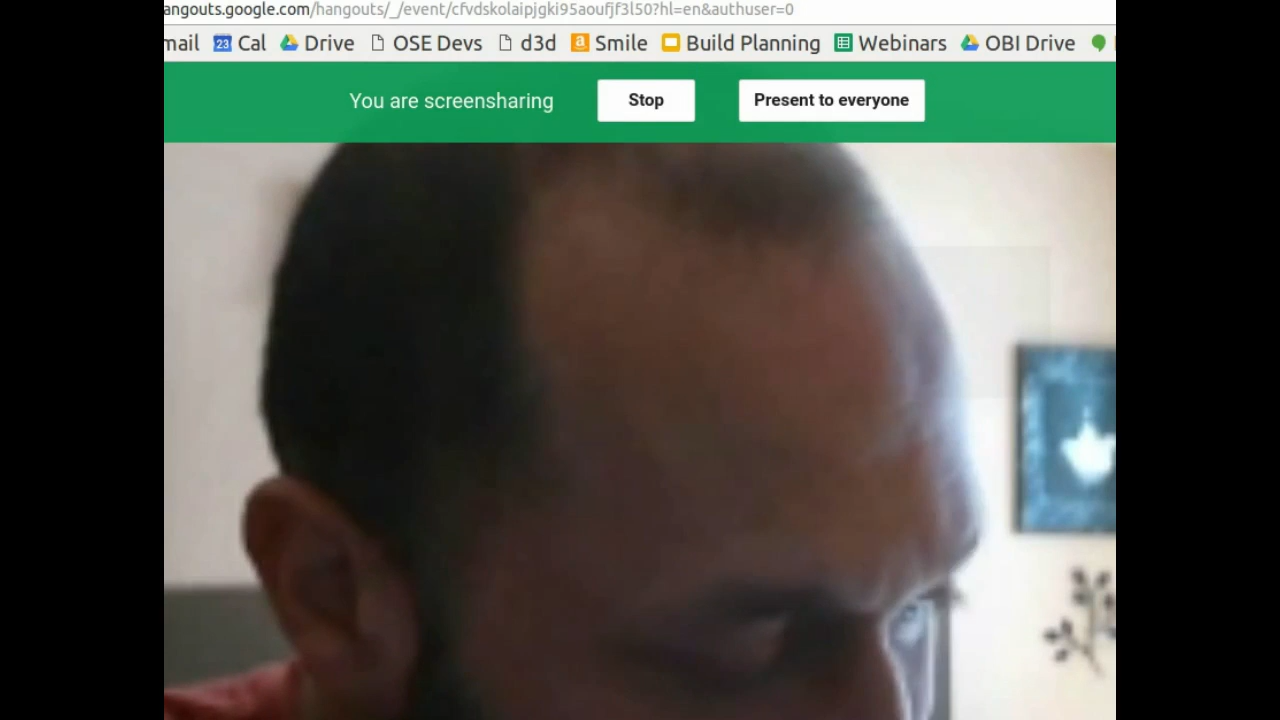 angouts.google.com/hangouts/_/event/cfvdskolaipjgki95aoufjf3l50?hl=en&authuser=0
mail 23 Cal Drive OSE Devs d3d a Smile Build Planning Webinars OBI Drive
You are screensharing Stop Present to everyone